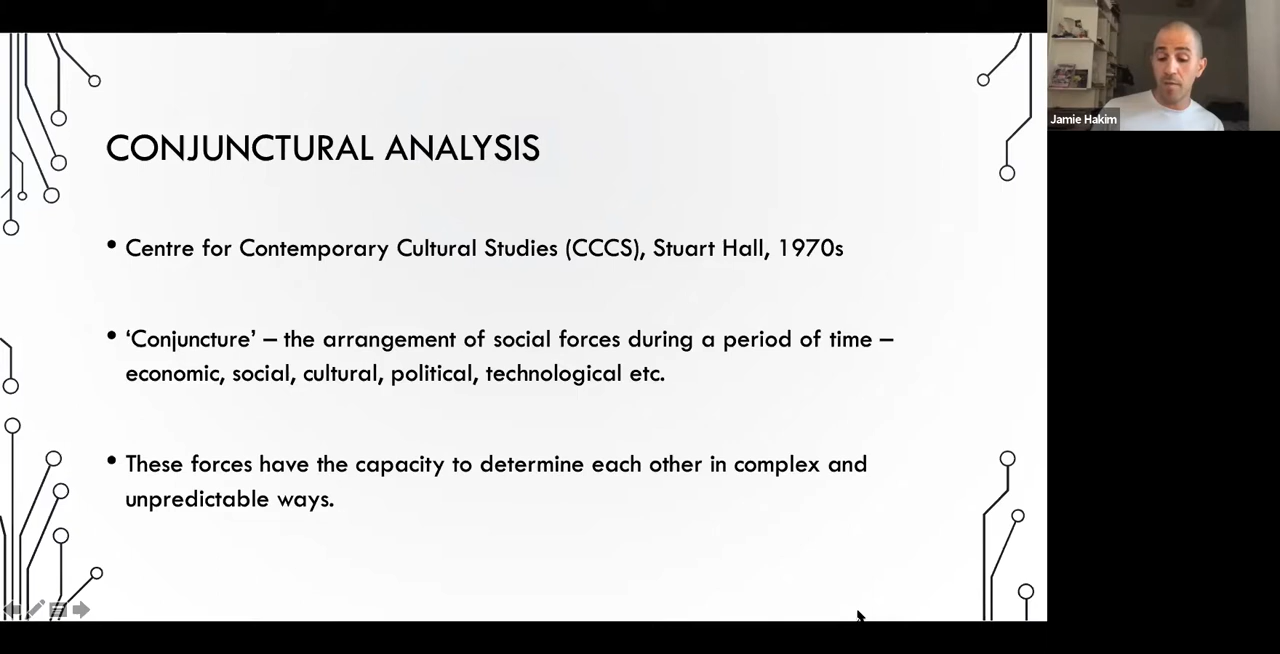 CONJUNCTURAL ANALYSIS
• Centre for Contemporary Cultural Studies (CCCS), Stuart Hall, 1970s
• ‘Conjuncture’ – the arrangement of social forces during a period of time –
economic, social, cultural, political, technological etc.
• These forces have the capacity to determine each other in complex and
unpredictable ways.
Jamie Hakim